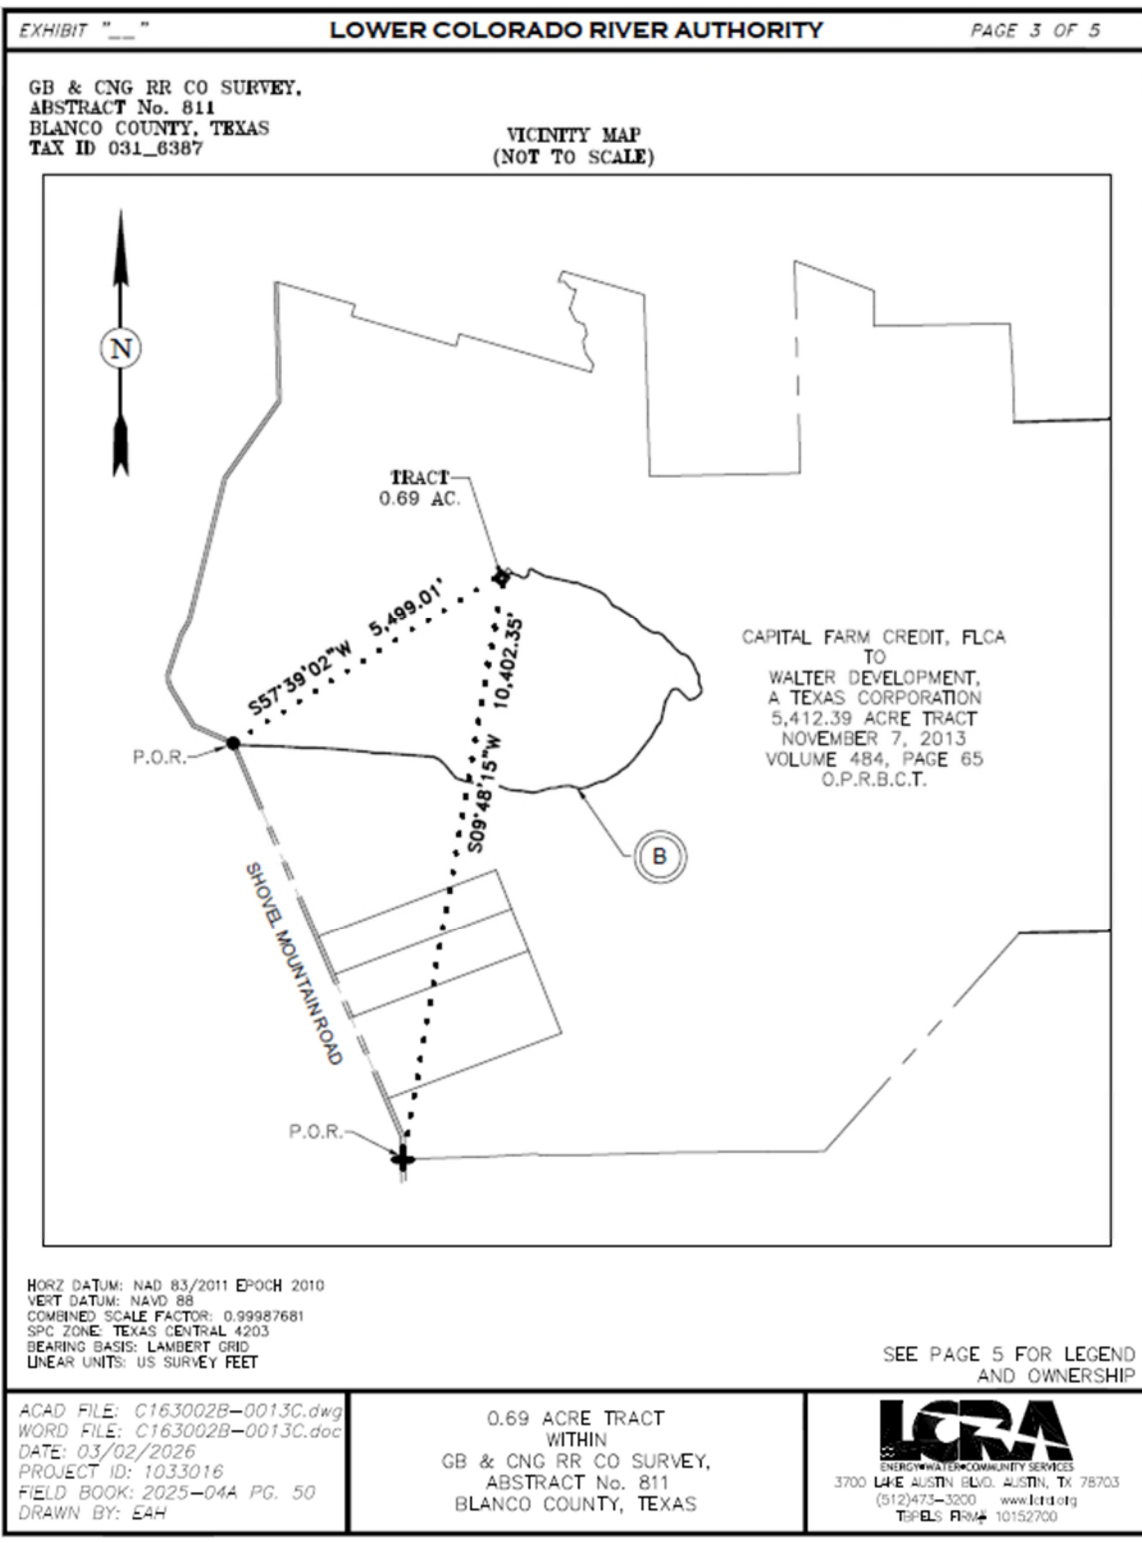 EXHIBIT "__"
LOWER COLORADO RIVER AUTHORITY
PAGE 3 OF 5
GB & CNG RR CO SURVEY,
ABSTRACT No. 811
BLANCO COUNTY, TEXAS
TAX ID 031_6387
VICINITY MAP
(NOT TO SCALE)
N
TRACT
0.69 AC.
S57°39'02"W 5,499.01'
S09°48'15"W 10,402.35'
CAPITAL FARM CREDIT, FLCA
TO
WALTER DEVELOPMENT,
A TEXAS CORPORATION
5,412.39 ACRE TRACT
NOVEMBER 7, 2013
VOLUME 484, PAGE 65
O.P.R.B.C.T.
P.O.R.
B
SHOVEL MOUNTAIN ROAD
P.O.R.
HORZ DATUM: NAD 83/2011 EPOCH 2010
VERT DATUM: NAVD 88
COMBINED SCALE FACTOR: 0.99987681
SPC ZONE: TEXAS CENTRAL 4203
BEARING BASIS: LAMBERT GRID
LINEAR UNITS: US SURVEY FEET
SEE PAGE 5 FOR LEGEND
AND OWNERSHIP
ACAD FILE: C163002B-0013C.dwg
WORD FILE: C163002B-0013C.doc
DATE: 03/02/2026
PROJECT ID: 1033016
FIELD BOOK: 2025-04A PG. 50
DRAWN BY: EAH
0.69 ACRE TRACT
WITHIN
GB & CNG RR CO SURVEY,
ABSTRACT No. 811
BLANCO COUNTY, TEXAS
LCRA
ENERGY•WATER•COMMUNITY SERVICES
3700 LAKE AUSTIN BLVD. AUSTIN, TX 78703
(512)473-3200 www.lcra.org
TBPELS FIRM# 10152700